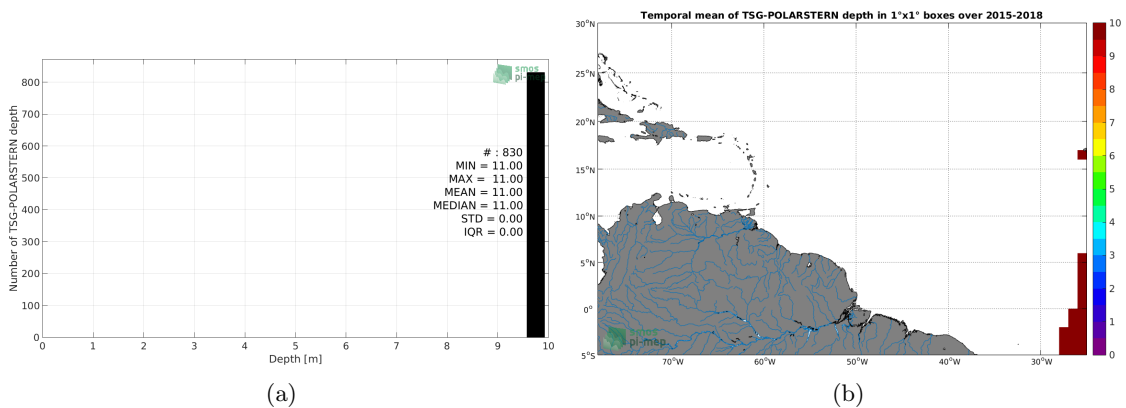 Number of TSG-POLARSTERN depth
800
700
600
500
400
300
200
100
0
smos
# : 830
MIN = 11.00
MAX = 11.00
MEAN = 11.00
MEDIAN = 11.00
STD = 0.00
IQR = 0.00
0 1 2 3 4 5 6 7 8 9 10
Depth [m]
(a)
Temporal mean of TSG-POLARSTERN depth in 1°x1° boxes over 2015-2018
30°N
25°N
20°N
15°N
10°N
5°N
0°
5°S
70°W 60°W 50°W 40°W 30°W
smos
pi-mep
10
9
8
7
6
5
4
3
2
1
0
(b)